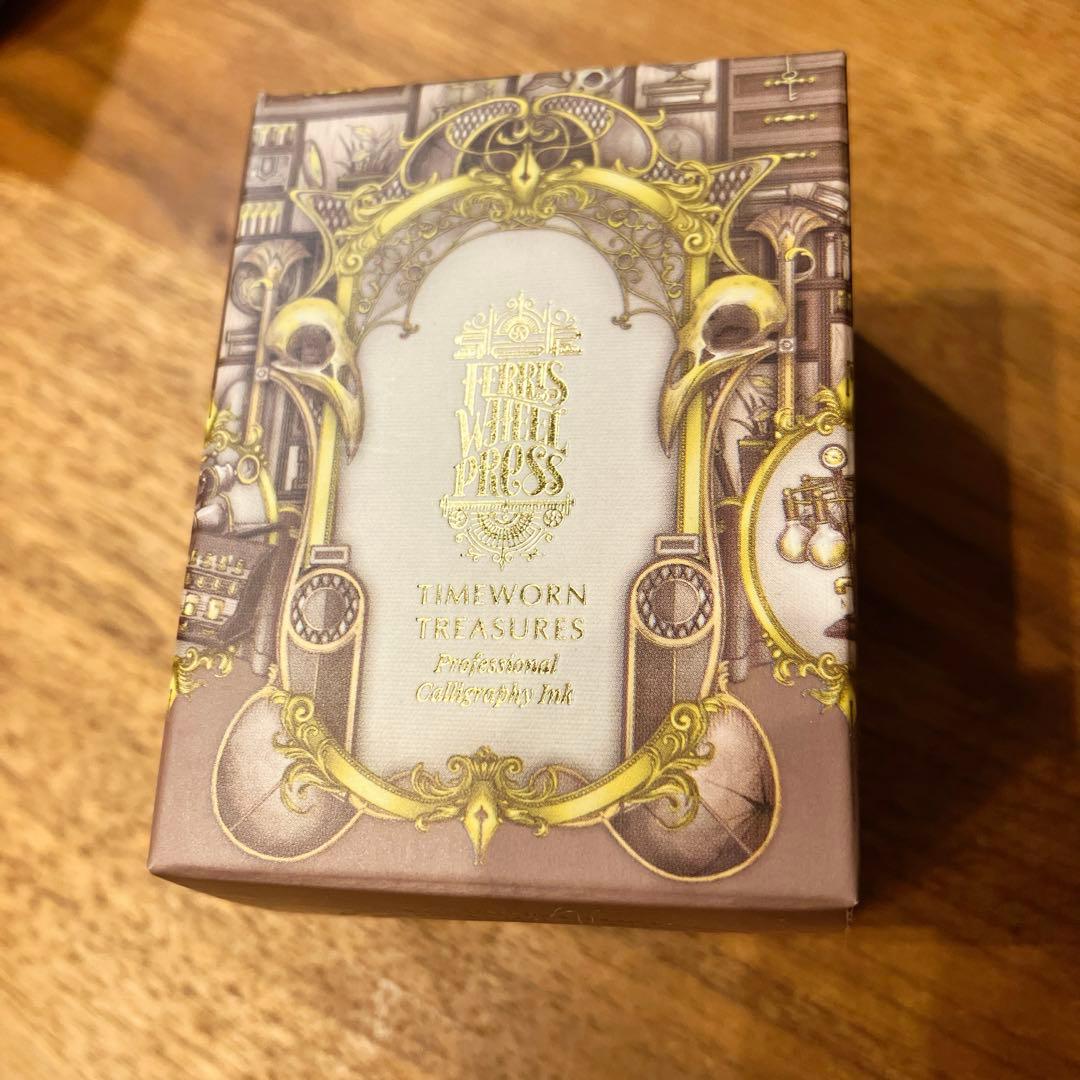 FERRIS
WHEEL
PRESS
TIMEWORN
TREASURES
Professional
Calligraphy Ink